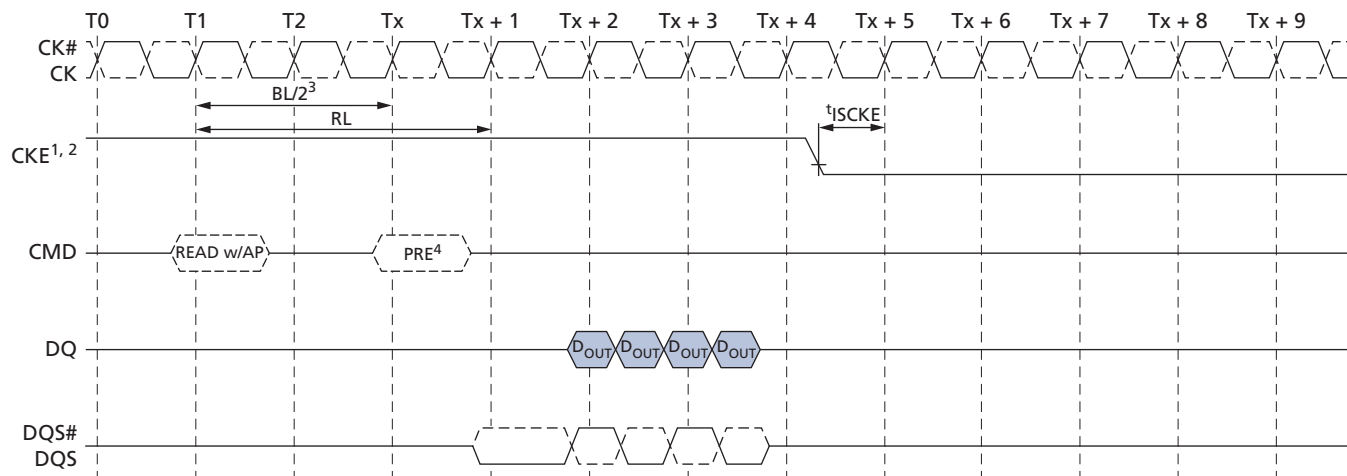 T0 T1 T2 Tx Tx + 1 Tx + 2 Tx + 3 Tx + 4 Tx + 5 Tx + 6 Tx + 7 Tx + 8 Tx + 9
CK#
CK
BL/2³
RL
tISCKE
CKE¹, ²
CMD READ w/AP PRE⁴
DQ DOUT DOUT DOUT DOUT
DQS#
DQS